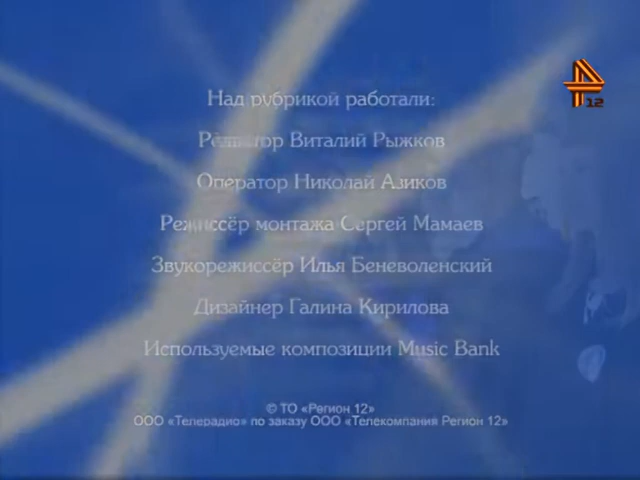 12
Над рубрикой работали:
Редактор Виталий Рыжков
Оператор Николай Азиков
Режиссёр монтажа Сергей Мамаев
Звукорежиссёр Илья Беневоленский
Дизайнер Галина Кирилова
Используемые композиции Music Bank
© ТО «Регион 12»
ООО «Телерадио» по заказу ООО «Телекомпания Регион 12»